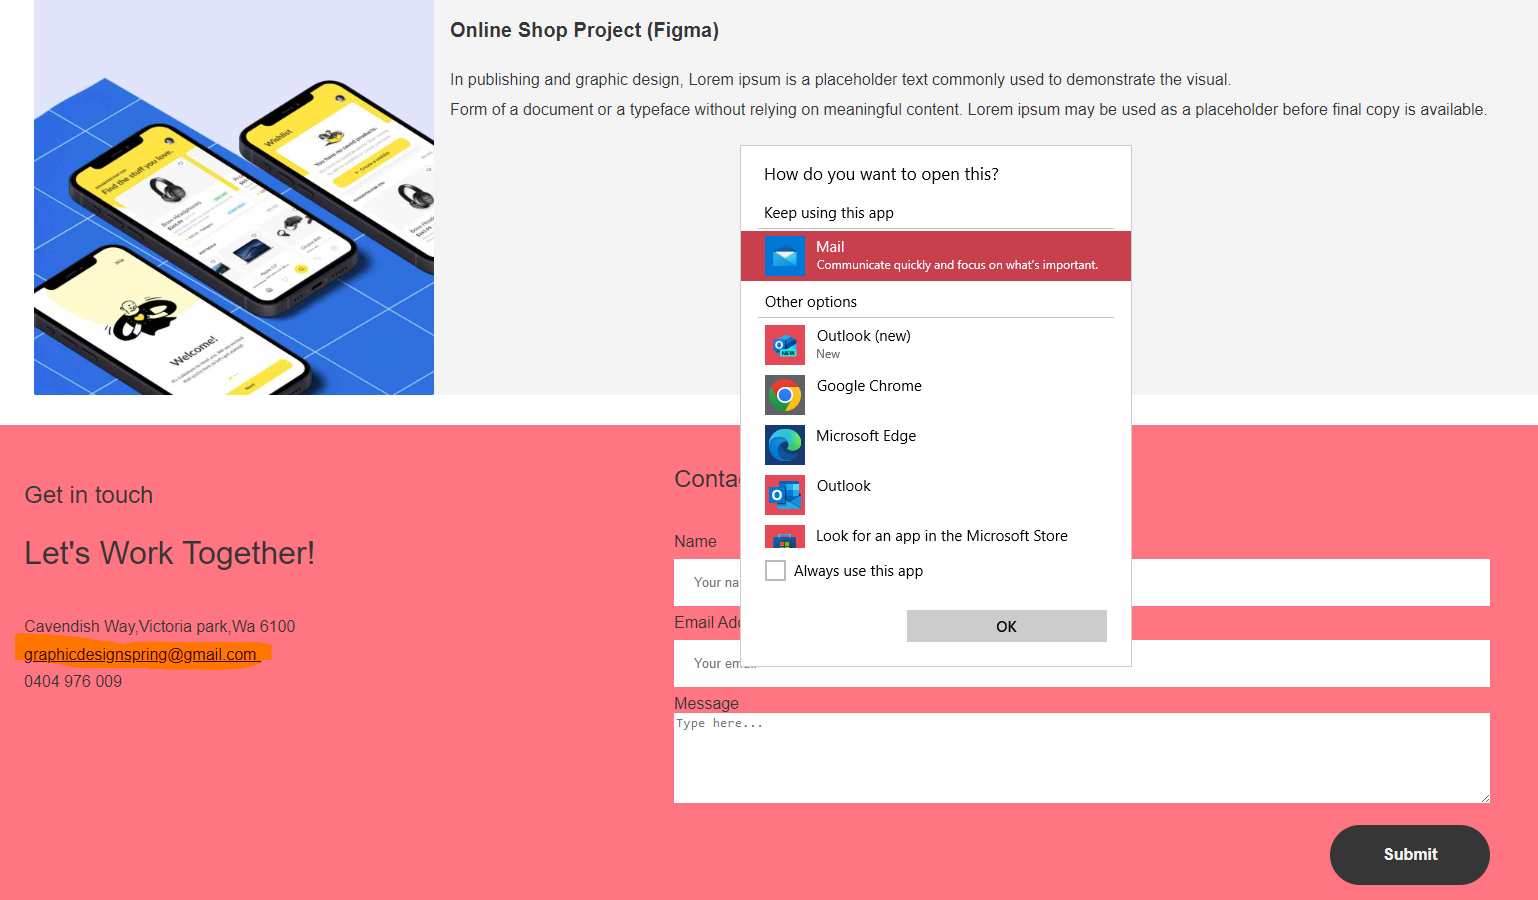 Online Shop Project (Figma)
In publishing and graphic design, Lorem ipsum is a placeholder text commonly used to demonstrate the visual.
Form of a document or a typeface without relying on meaningful content. Lorem ipsum may be used as a placeholder before final copy is available.
Wishlist
You have no saved products.
Find the stuff you love.
Skip
Welcome!
Next
How do you want to open this?
Keep using this app
Mail
Communicate quickly and focus on what's important.
Other options
Outlook (new)
New
Google Chrome
Microsoft Edge
Outlook
Look for an app in the Microsoft Store
Always use this app
OK
Get in touch
Let's Work Together!
Cavendish Way,Victoria park,Wa 6100
graphicdesignspring@gmail.com
0404 976 009
Conta
Name
Your na
Email Add
Your email
Message
Type here...
Submit